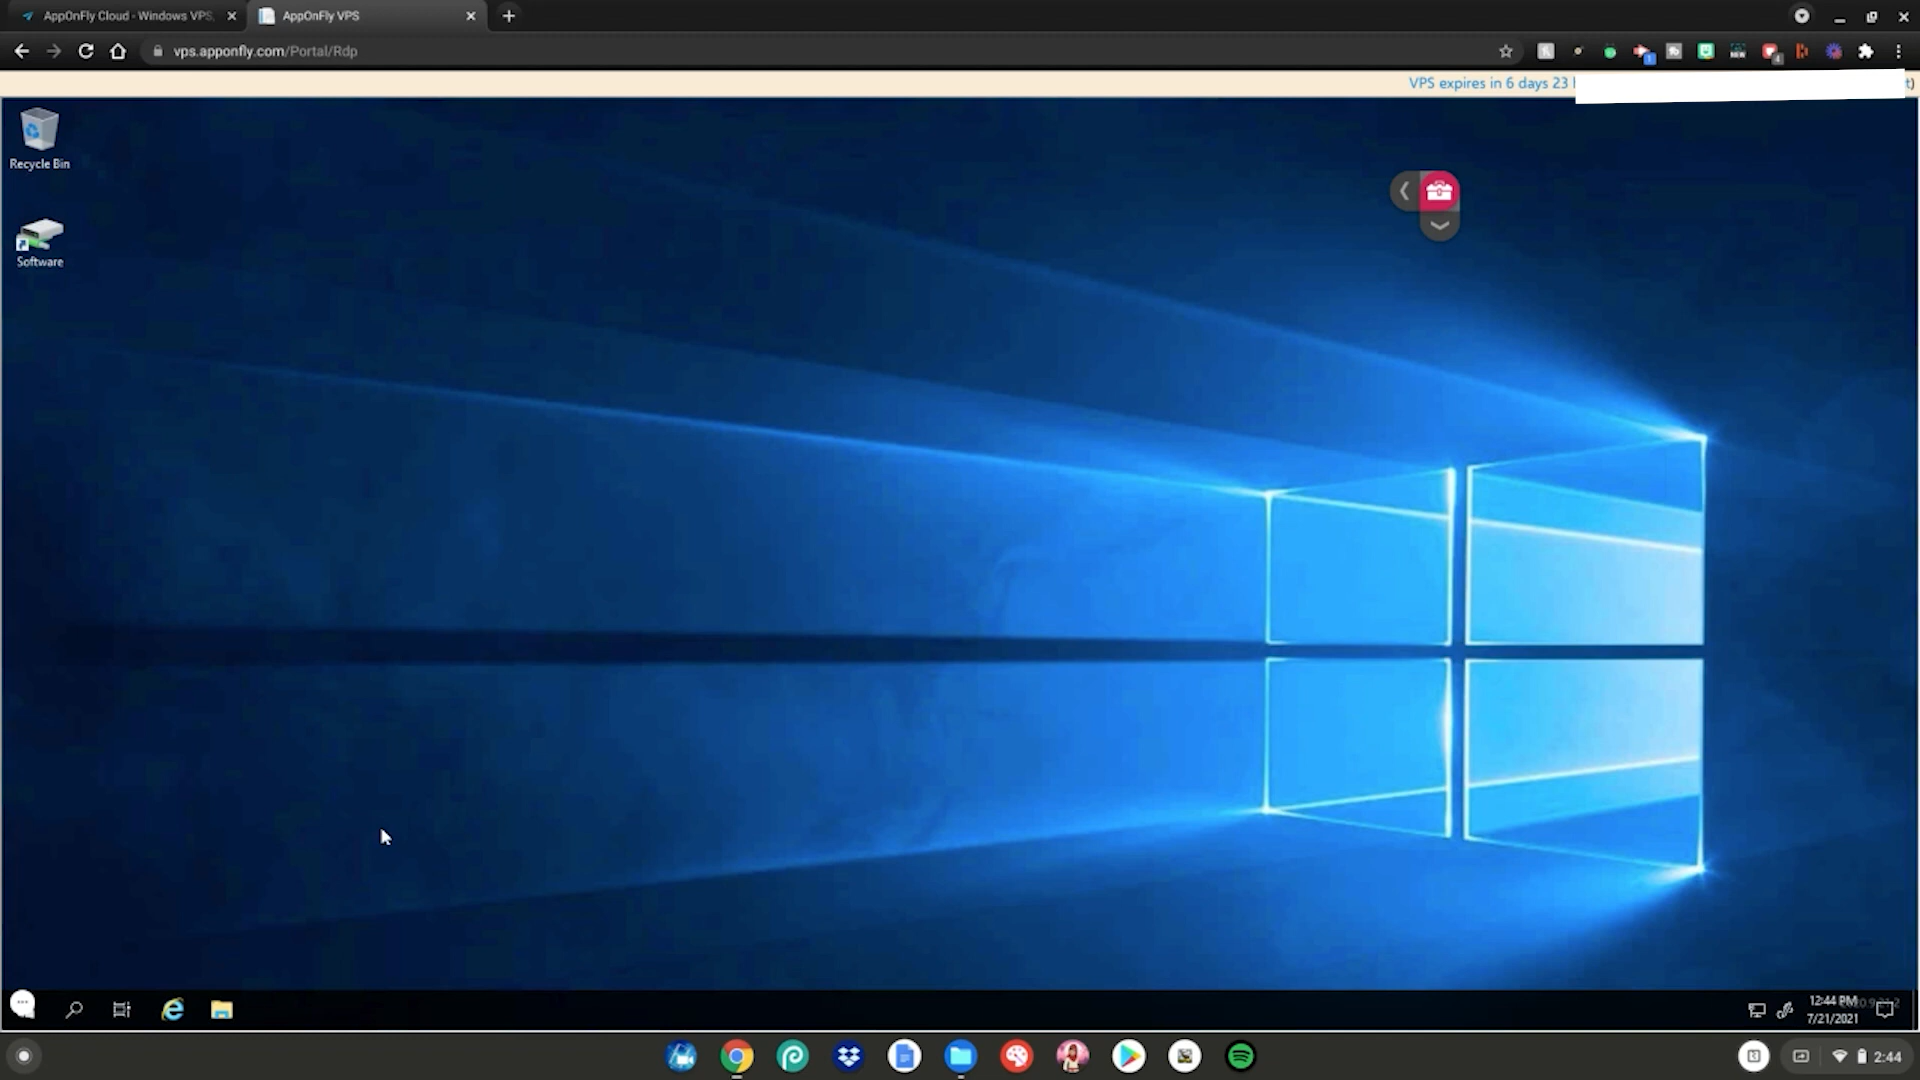 AppOnFly Cloud - Windows VPS,
AppOnFly VPS
vps.apponfly.com/Portal/Rdp
VPS expires in 6 days 23
Recycle Bin
Software
12:44 PM
7/21/2021
2:44